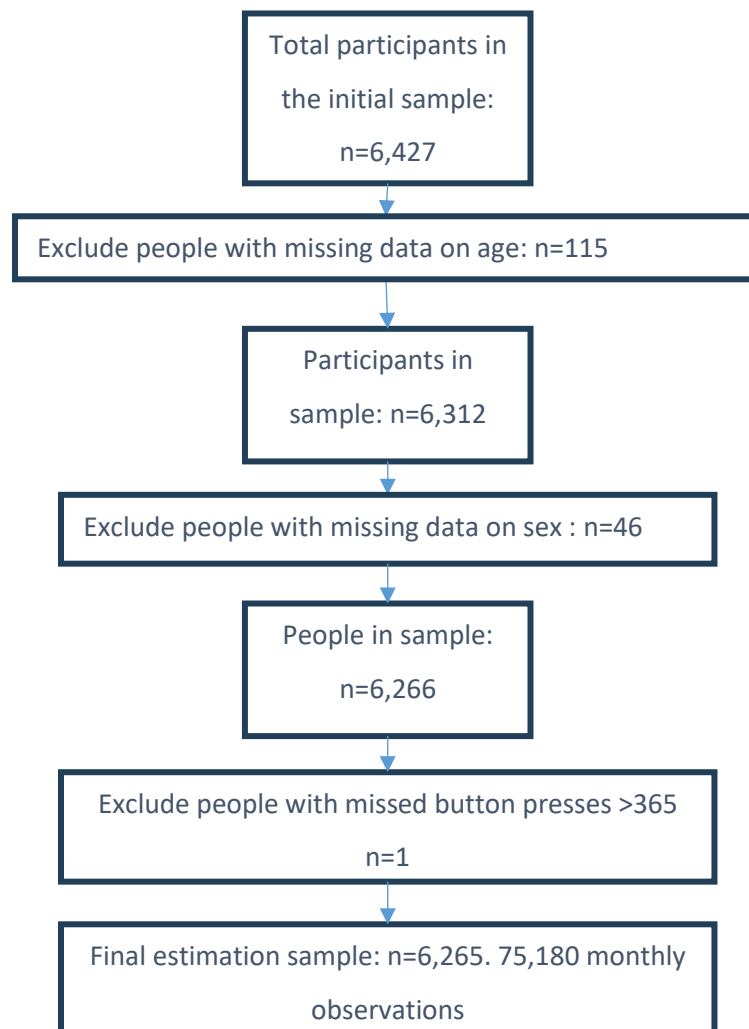 Total participants in
the initial sample:
n=6,427
Exclude people with missing data on age: n=115
Participants in
sample: n=6,312
Exclude people with missing data on sex : n=46
People in sample:
n=6,266
Exclude people with missed button presses >365
n=1
Final estimation sample: n=6,265. 75,180 monthly
observations